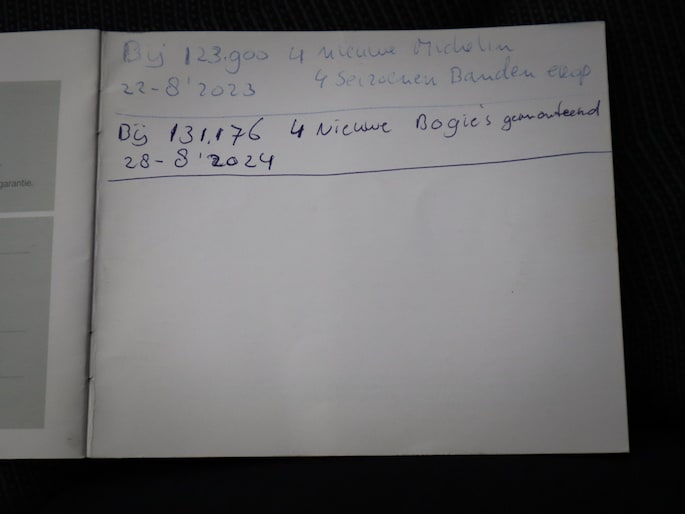 garantie.
Bij 123.900 4 nieuwe Michelin
22-8'2023 4 Seizoenen Banden erop
Bij 131.176 4 Nieuwe Bogie's gemonteerd
28-8'2024